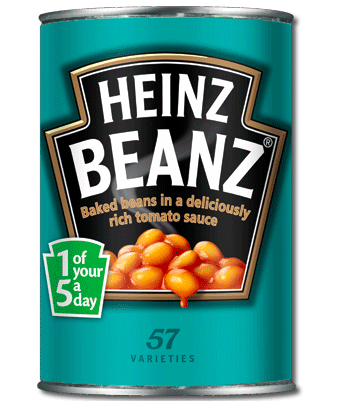 HEINZ
BEANZ®
Baked beans in a deliciously
rich tomato sauce
1 of
your
a
5 day
57
VARIETIES